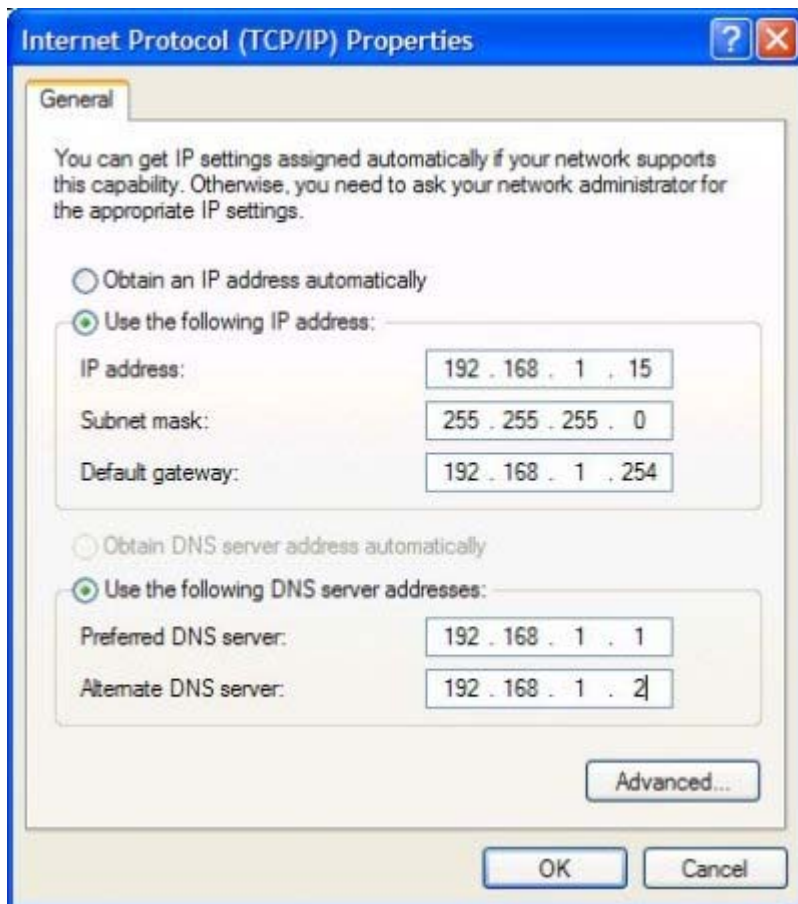 Internet Protocol (TCP/IP) Properties
General
You can get IP settings assigned automatically if your network supports
this capability. Otherwise, you need to ask your network administrator for
the appropriate IP settings.
Obtain an IP address automatically
Use the following IP address:
IP address: 192 . 168 . 1 . 15
Subnet mask: 255 . 255 . 255 . 0
Default gateway: 192 . 168 . 1 . 254
Obtain DNS server address automatically
Use the following DNS server addresses:
Preferred DNS server: 192 . 168 . 1 . 1
Alternate DNS server: 192 . 168 . 1 . 2
Advanced...
OK Cancel